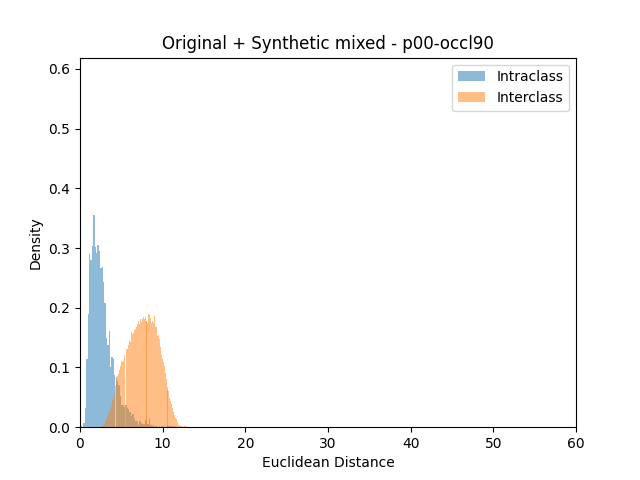 Original + Synthetic mixed - p00-occl90
Intraclass
Interclass
Density
0.6
0.5
0.4
0.3
0.2
0.1
0.0
0 10 20 30 40 50 60
Euclidean Distance